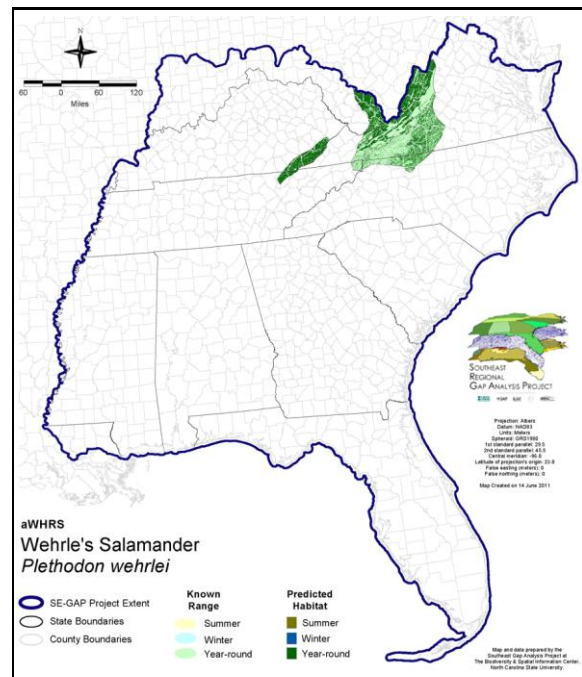 N
60 0 60 120
Miles
SOUTHEAST
REGIONAL
GAP ANALYSIS PROJECT
Projection: Albers
Datum: NAD83
Units: Meters
Spheroid: GRS1980
1st standard parallel: 29.5
2nd standard parallel: 45.5
Central meridian: -96.0
Latitude of projection's origin: 23.0
False easting (meters): 0
False northing (meters): 0
Map Created on 14 June 2011
aWHRS
Wehrle's Salamander
Plethodon wehrlei
SE-GAP Project Extent
State Boundaries
County Boundaries
Known
Range
Summer
Winter
Year-round
Predicted
Habitat
Summer
Winter
Year-round
Map and data prepared by the
Southeast Gap Analysis Project at
The Biodiversity & Spatial Information Center,
North Carolina State University.